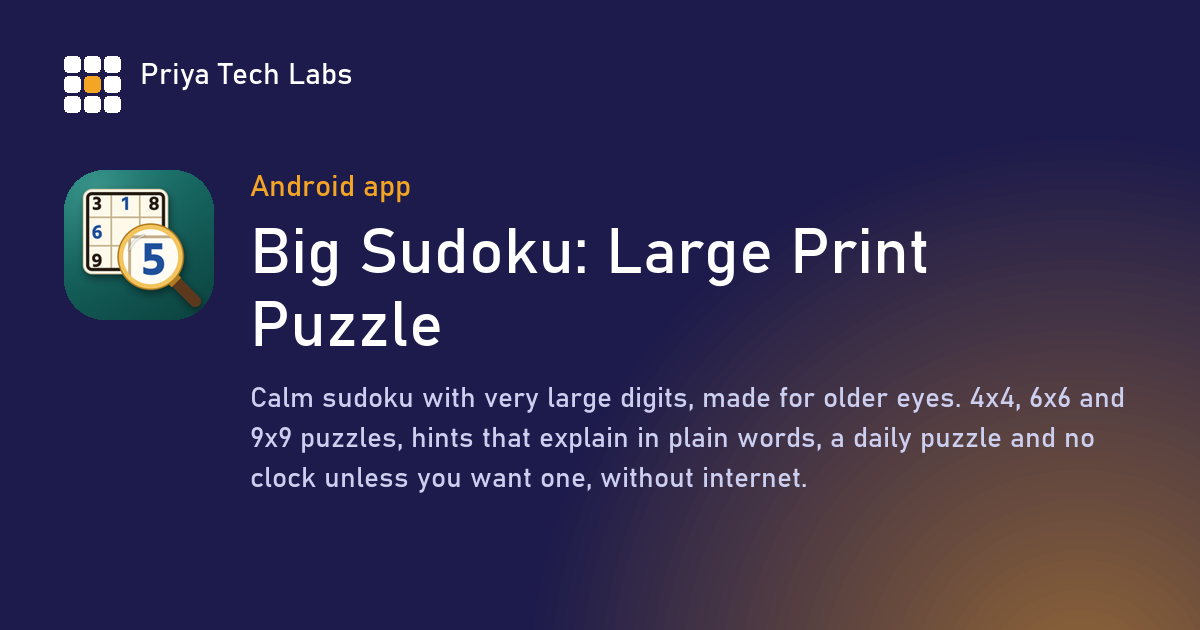 Priya Tech Labs
3 1 8
6
5
9
Android app
Big Sudoku: Large Print
Puzzle
Calm sudoku with very large digits, made for older eyes. 4x4, 6x6 and
9x9 puzzles, hints that explain in plain words, a daily puzzle and no
clock unless you want one, without internet.